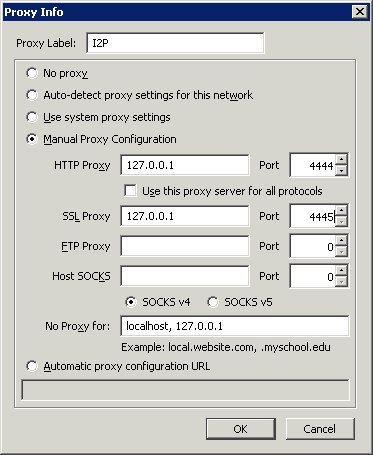 Proxy Info
Proxy Label: I2P
No proxy
Auto-detect proxy settings for this network
Use system proxy settings
Manual Proxy Configuration
HTTP Proxy 127.0.0.1 Port 4444
Use this proxy server for all protocols
SSL Proxy 127.0.0.1 Port 4445
FTP Proxy Port 0
Host SOCKS Port 0
SOCKS v4 SOCKS v5
No Proxy for: localhost, 127.0.0.1
Example: local.website.com, .myschool.edu
Automatic proxy configuration URL
OK Cancel